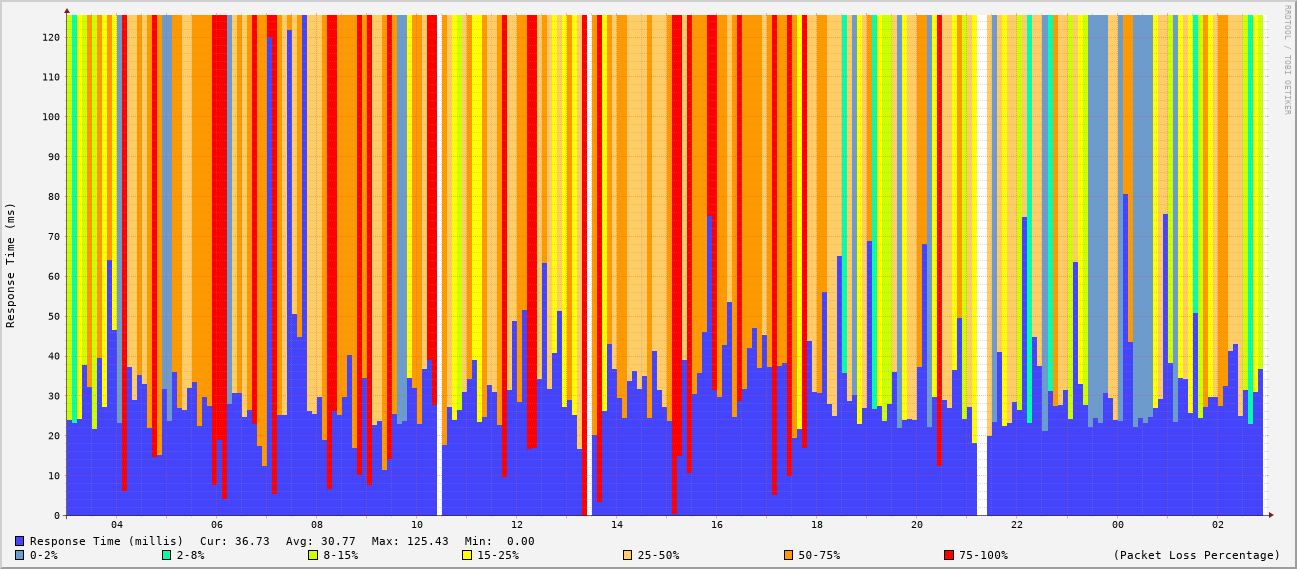 RRDTOOL / TOBI OETIKER
Response Time (ms)
120
110
100
90
80
70
60
50
40
30
20
10
0
04 06 08 10 12 14 16 18 20 22 00 02
Response Time (millis) Cur: 36.73 Avg: 30.77 Max: 125.43 Min: 0.00
0-2% 2-8% 8-15% 15-25% 25-50% 50-75% 75-100% (Packet Loss Percentage)